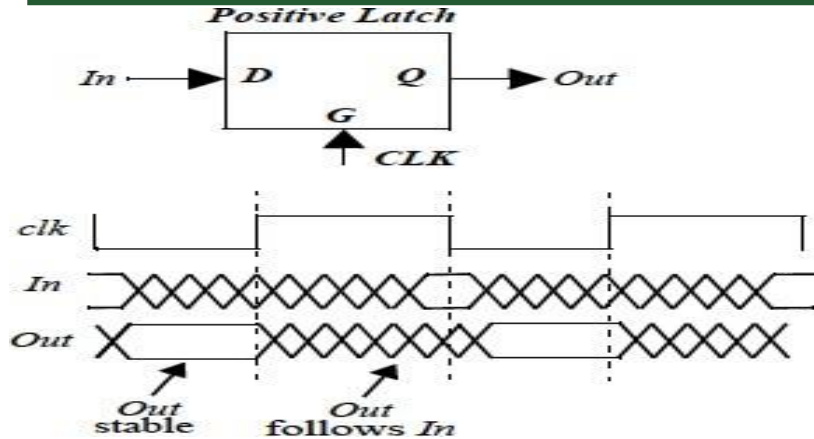 Positive Latch
In D Q Out
G
CLK
clk
In
Out
Out
stable
Out
follows In